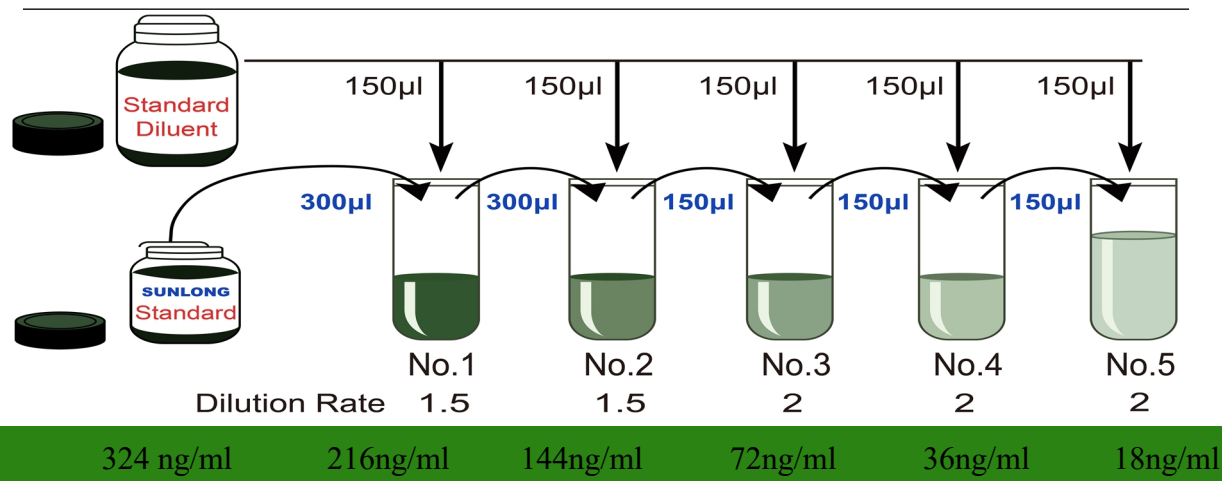 150µl 150µl 150µl 150µl 150µl
Standard
Diluent
300µl 300µl 150µl 150µl 150µl
SUNLONG
Standard
No.1 No.2 No.3 No.4 No.5
Dilution Rate 1.5 1.5 2 2 2
324 ng/ml 216ng/ml 144ng/ml 72ng/ml 36ng/ml 18ng/ml